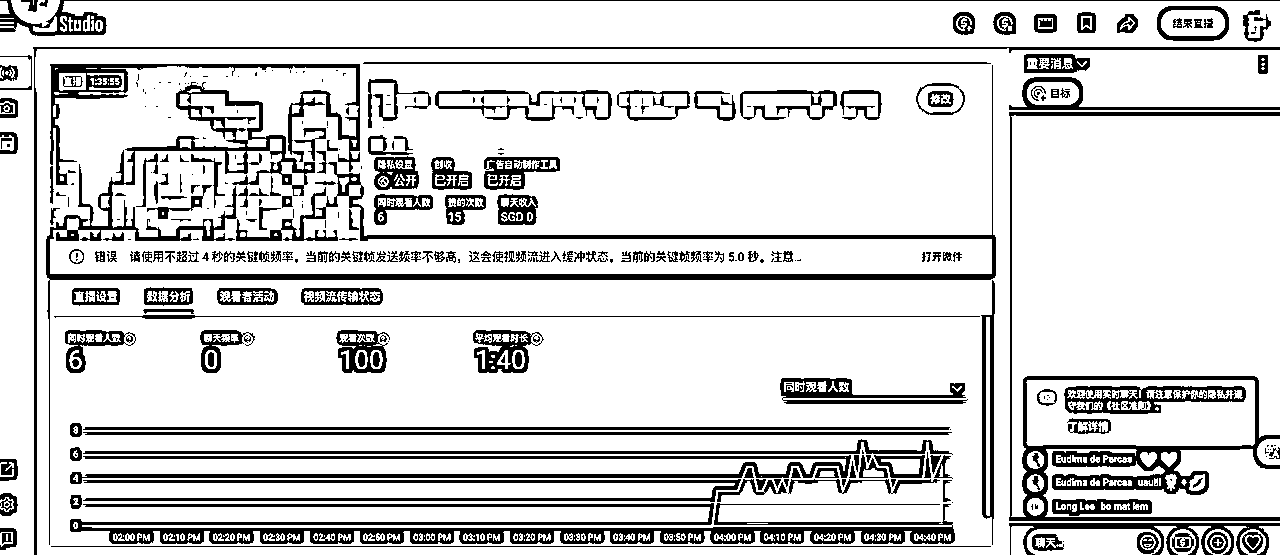 Studio
结束直播
直播 1:35:55
修改
隐私设置 创收 广告自动制作工具
公开 已开启 已开启
同时观看人数 赞的次数 聊天收入
6 15 SGD 0
错误 请使用不超过 4 秒的关键帧频率。当前的关键帧发送频率不够高，这会使视频流进入缓冲状态。当前的关键帧频率为 5.0 秒。注意...
打开微件
直播设置 数据分析 观看者活动 视频流传输状态
同时观看人数 聊天频率 观看次数 平均观看时长
6 0 100 1:40
同时观看人数
8
6
4
2
0
02:00 PM 02:10 PM 02:20 PM 02:30 PM 02:40 PM 02:50 PM 03:00 PM 03:10 PM 03:20 PM 03:30 PM 03:40 PM 03:50 PM 04:00 PM 04:10 PM 04:20 PM 04:30 PM 04:40 PM
重要消息
目标
欢迎使用实时聊天！请注意保护你的隐私并遵
守我们的《社区准则》。
了解详情
Eudima de Parcas
Eudima de Parcas uau!!!
Long Lee bo mat lem
聊天...